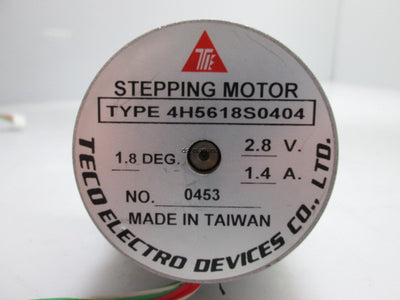 TIE
STEPPING MOTOR
TYPE 4H5618S0404
1.8 DEG. 2.8 V.
1.4 A.
NO. 0453
MADE IN TAIWAN
TECO ELECTRO DEVICES CO., LTD.